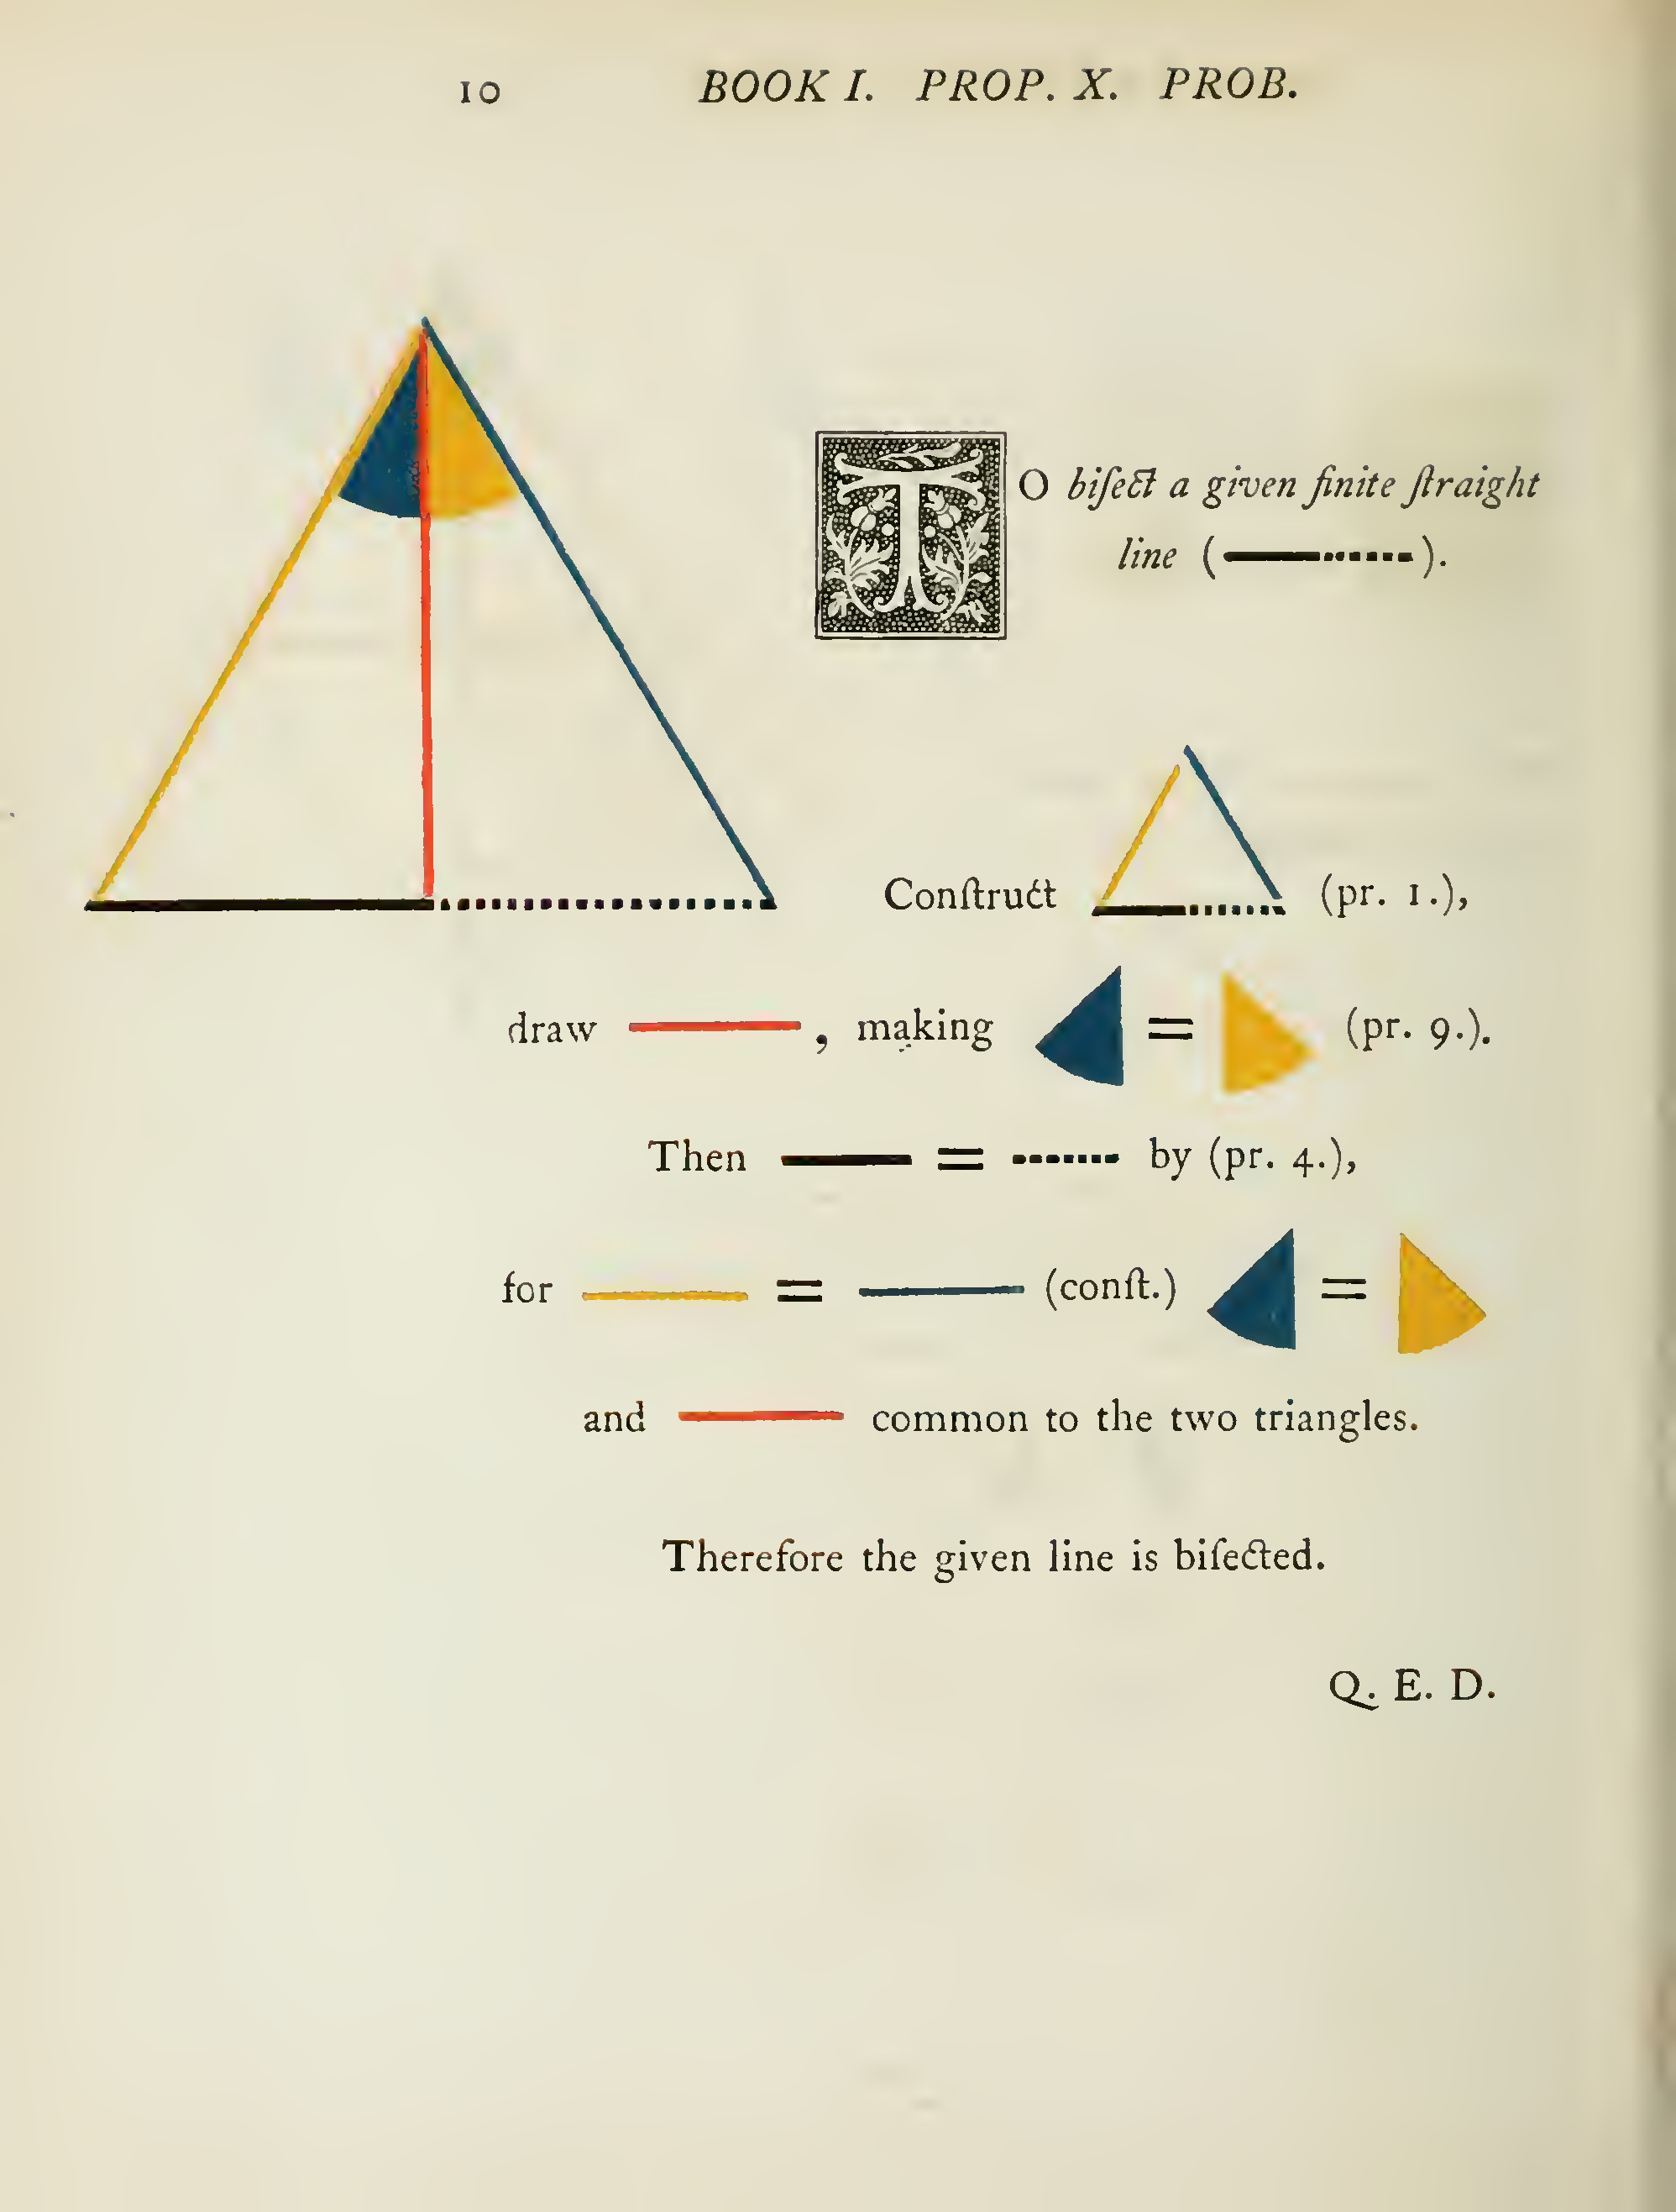 10 BOOK I. PROP. X. PROB.
TO biſect a given finite ſtraight
line ( ).
Conſtruct (pr. 1.),
draw , making = (pr. 9.).
Then = by (pr. 4.),
for = (conſt.) =
and common to the two triangles.
Therefore the given line is biſected.
Q. E. D.